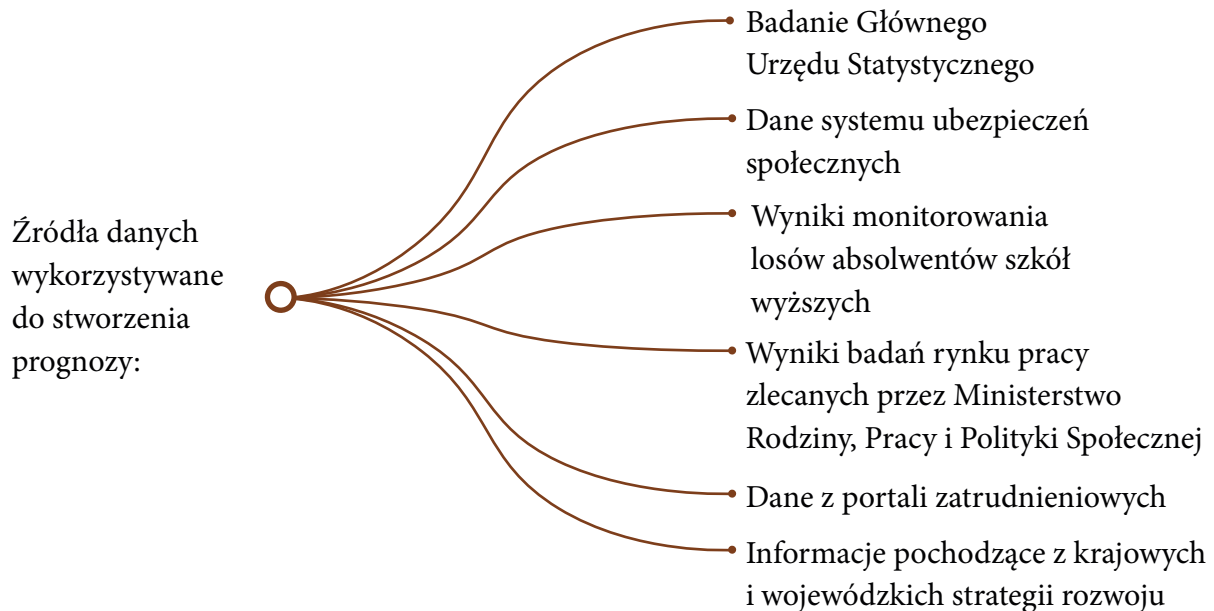 Źródła danych
wykorzystywane
do stworzenia
prognozy:
Badanie Głównego
Urzędu Statystycznego
Dane systemu ubezpieczeń
społecznych
Wyniki monitorowania
losów absolwentów szkół
wyższych
Wyniki badań rynku pracy
zlecanych przez Ministerstwo
Rodziny, Pracy i Polityki Społecznej
Dane z portali zatrudnieniowych
Informacje pochodzące z krajowych
i wojewódzkich strategii rozwoju